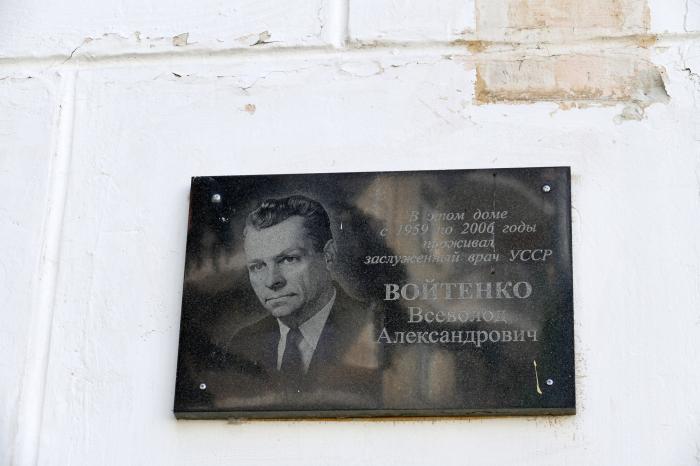 В этом доме
с 1959 по 2006 годы
проживал
заслуженный врач УССР
ВОЙТЕНКО
Всеволод
Александрович